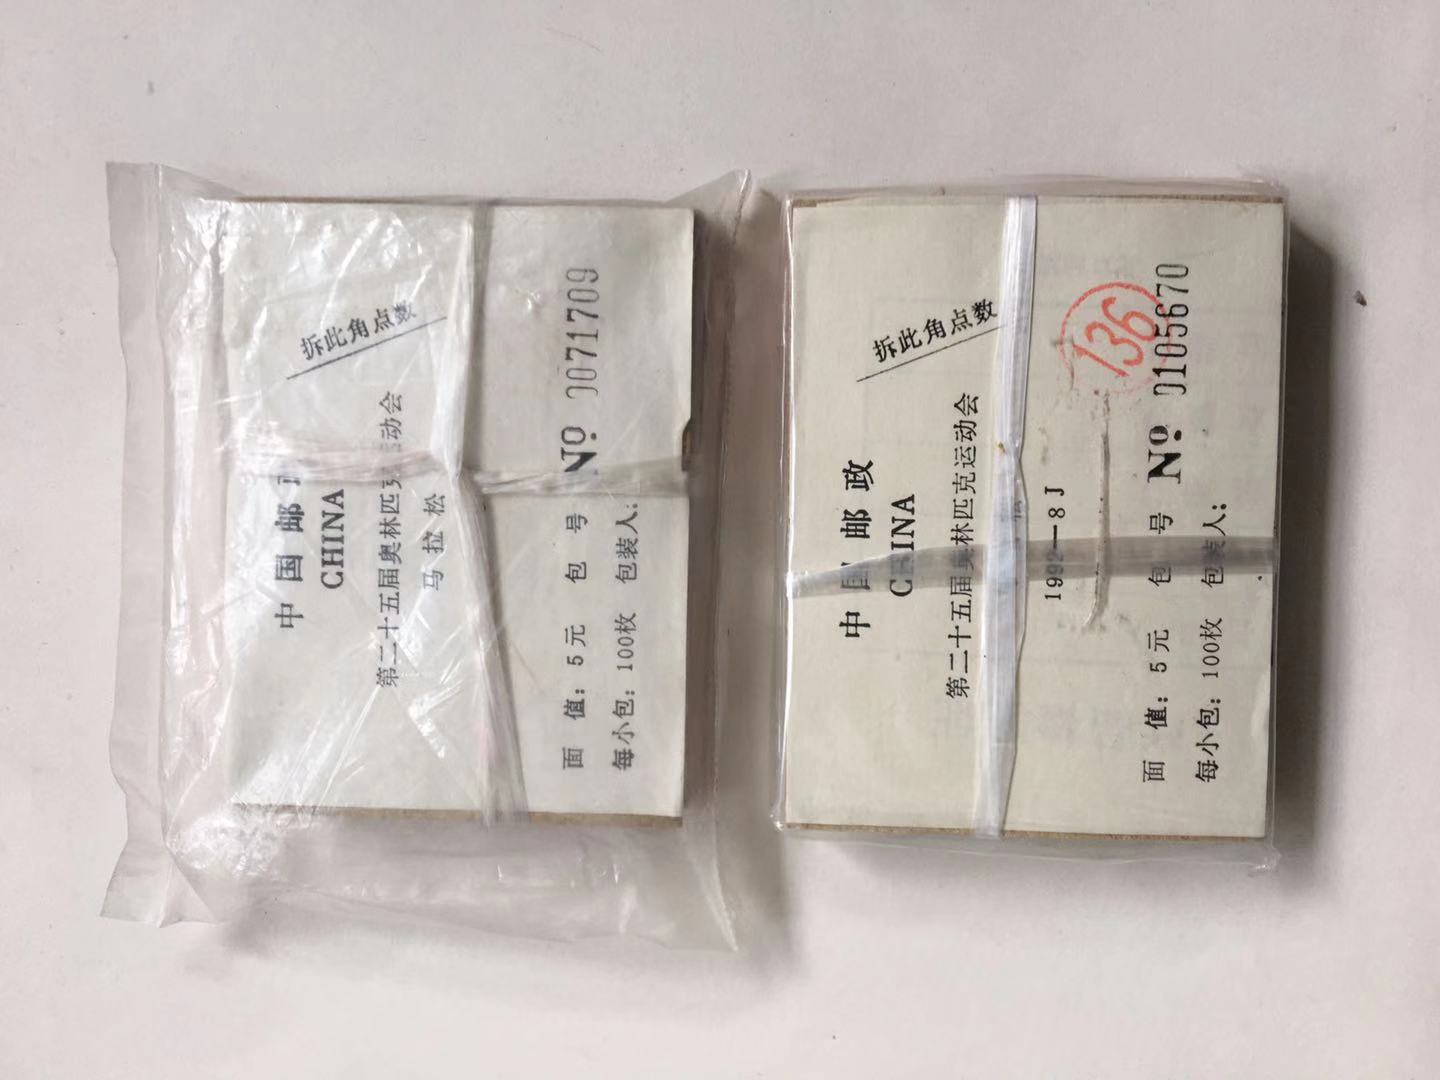 拆此角点数
中国邮
CHINA
第二十五届奥林匹克运动会
马拉松
面 值：5元 包 号 №0071709
每小包：100枚 包装人：
拆此角点数
中国邮政
CHINA
第二十五届奥林匹克运动会
松
1992—8J
136
面 值：5元 包 号 №0105670
每小包：100枚 包装人：